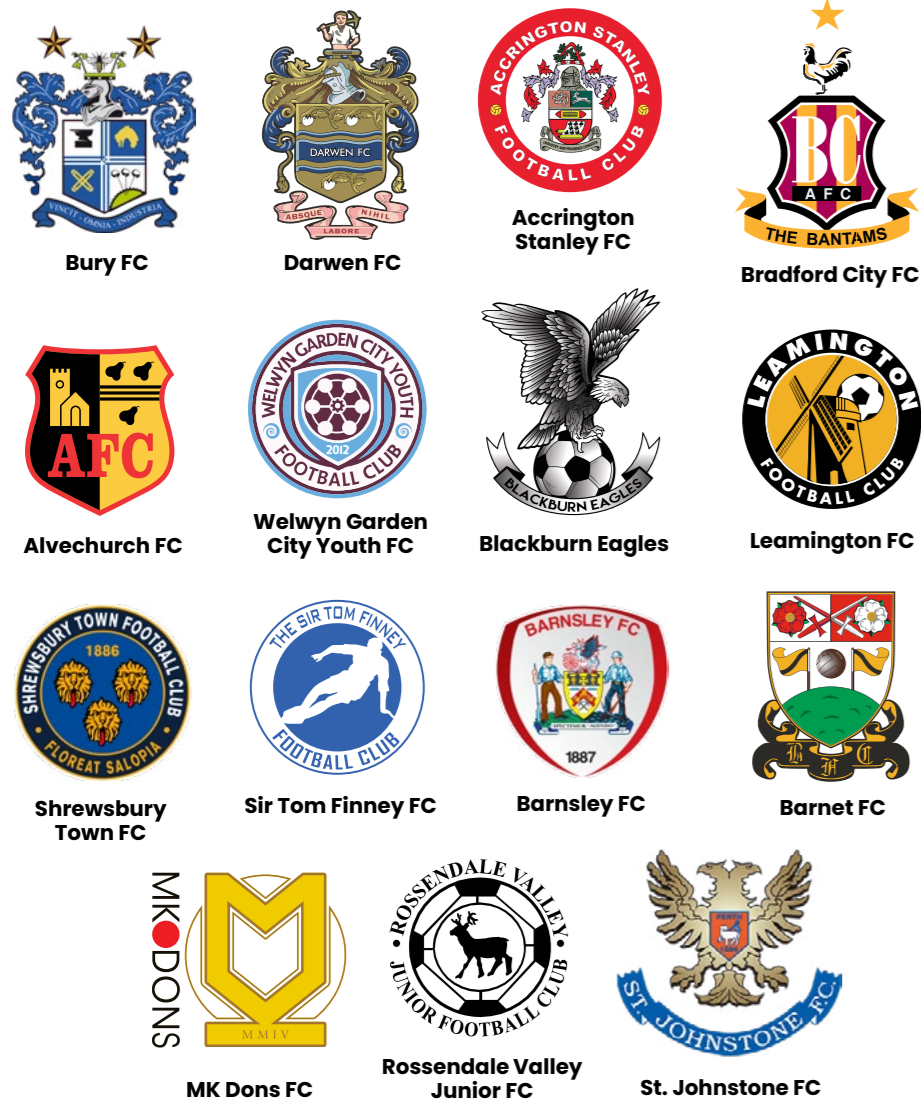 VINCIT - OMNIA - INDUSTRIA
Bury FC
DARWEN FC
ABSQUE NIHIL
LABORE
Darwen FC
ACCRINGTON STANLEY
FOOTBALL CLUB
Accrington
Stanley FC
BC
AFC
THE BANTAMS
Bradford City FC
AFC
Alvechurch FC
WELWYN GARDEN CITY YOUTH
2012
FOOTBALL CLUB
Welwyn Garden
City Youth FC
BLACKBURN EAGLES
Blackburn Eagles
LEAMINGTON
FOOTBALL CLUB
Leamington FC
SHREWSBURY TOWN FOOTBALL CLUB
1886
FLOREAT SALOPIA
Shrewsbury
Town FC
THE SIR TOM FINNEY
FOOTBALL CLUB
Sir Tom Finney FC
BARNSLEY FC
SPECTEMUR - AGENDO
1887
Barnsley FC
B F C
Barnet FC
MK DONS
MMIV
MK Dons FC
ROSSENDALE VALLEY
JUNIOR FOOTBALL CLUB
Rossendale Valley
Junior FC
PERTH
1884
ST. JOHNSTONE F.C.
St. Johnstone FC